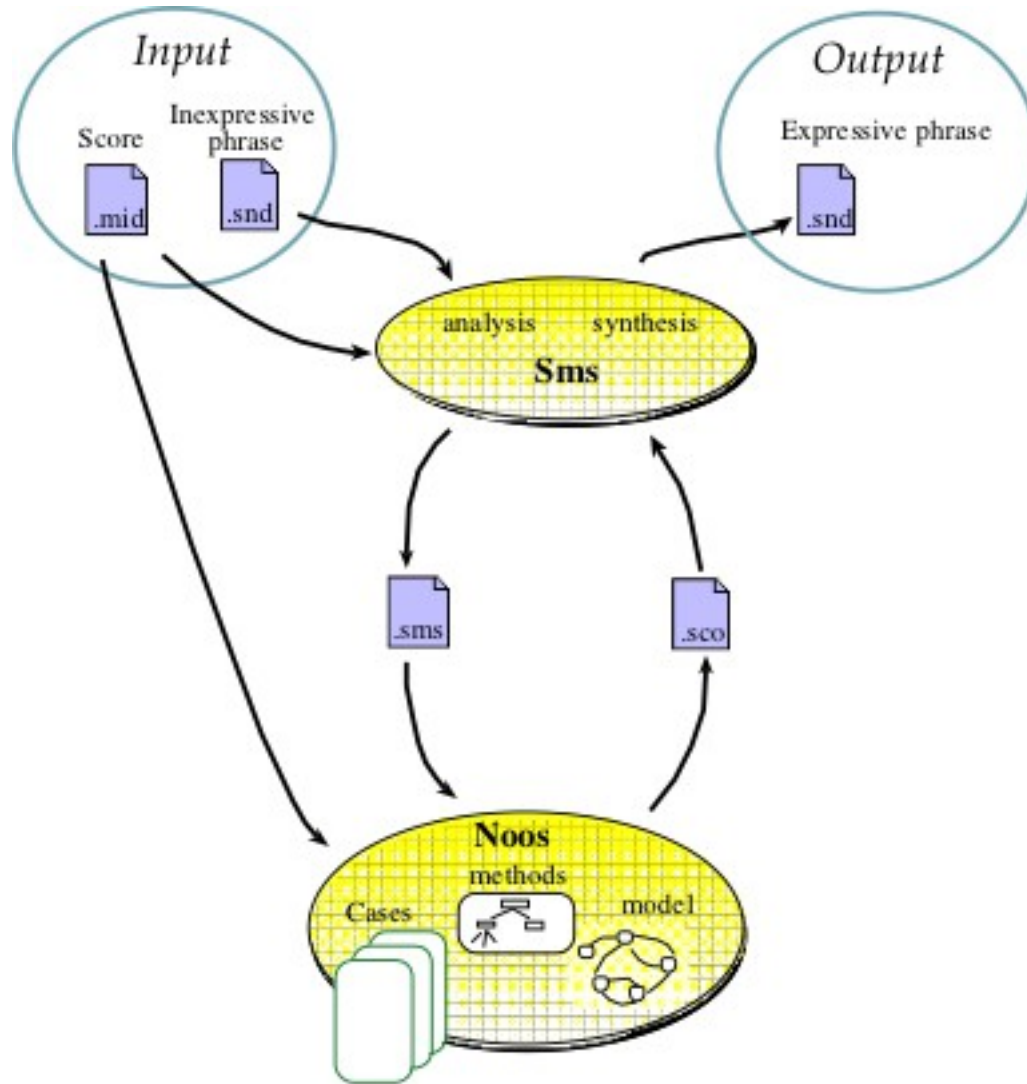 Input
Output
Score
Inexpressive
phrase
Expressive phrase
.mid
.snd
.snd
analysis
synthesis
Sms
.sms
.sco
Noos
methods
Cases
model